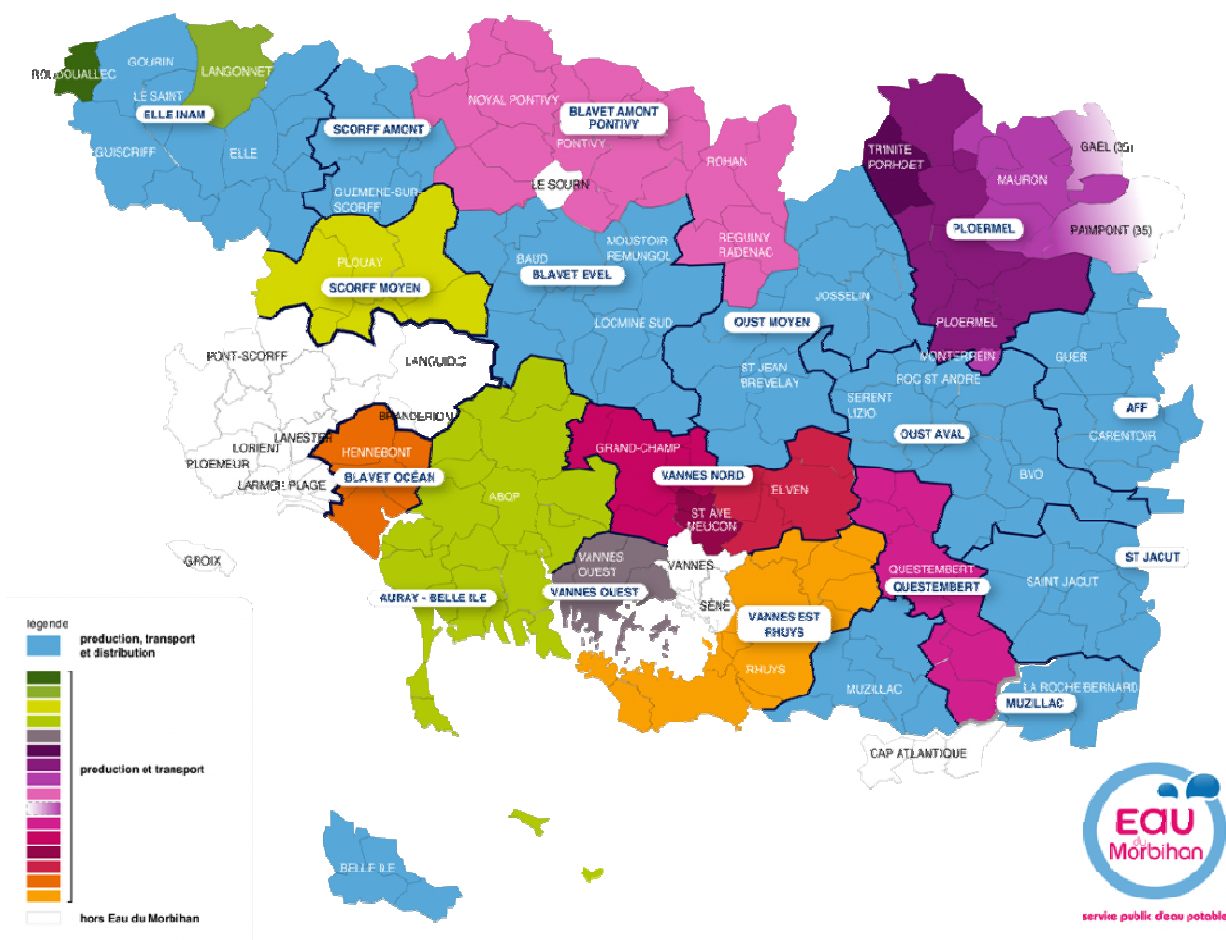 ROUDOUALLEC
GOURIN
LANGONNET
LE SAINT
ELLE INAM
GUISCRIFF
ELLE
SCORFF AMONT
GUEMENE-SUR-
SCORFF
NOYAL PONTIVY
BLAVET AMONT
PONTIVY
PONTIVY
LE SOURN
ROHAN
REGUINY
RADENAC
TRINITE
PORHOET
MAURON
GAEL (35)
PLOERMEL
PAIMPONT (35)
PLOUAY
SCORFF MOYEN
BAUD
MOUSTOIR
REMUNGOL
BLAVET EVEL
LOCMINE SUD
JOSSELIN
OUST MOYEN
PLOERMEL
MONTERREIN
GUER
PONT-SCORFF
LANGUIDIC
ST JEAN
BREVELAY
ROC ST ANDRE
SERENT
LIZIO
AFF
OUST AVAL
CARENTOIR
BRANDERION
LANESTER
LORIENT
PLOEMEUR
LARMOR PLAGE
HENNEBONT
BLAVET OCÉAN
GRAND-CHAMP
VANNES NORD
ELVEN
BVO
ABOP
ST AVE
MEUCON
GROIX
VANNES
OUEST
VANNES OUEST
VANNES
SÉNÉ
AURAY - BELLE ILE
QUESTEMBERT
QUESTEMBERT
ST JACUT
SAINT JACUT
VANNES EST
RHUYS
RHUYS
MUZILLAC
LA ROCHE BERNARD
MUZILLAC
CAP ATLANTIQUE
BELLE ILE
légende
production, transport
et distribution
production et transport
hors Eau du Morbihan
EAU
du
Morbihan
service public d'eau potable